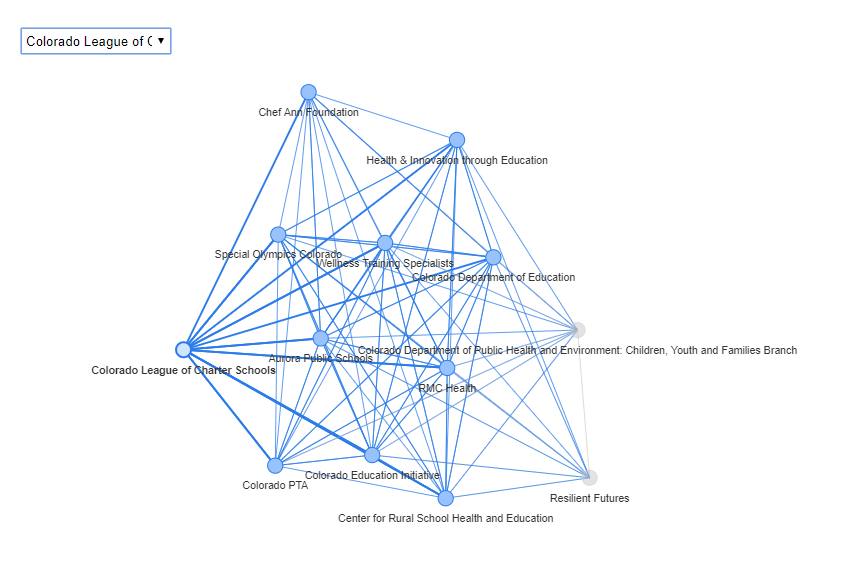 Colorado League of C
Chef Ann Foundation
Health & Innovation through Education
Special Olympics Colorado
Wellness Training Specialists
Colorado Department of Education
Colorado Department of Public Health and Environment: Children, Youth and Families Branch
Aurora Public Schools
Colorado League of Charter Schools
RMC Health
Colorado Education Initiative
Colorado PTA
Resilient Futures
Center for Rural School Health and Education